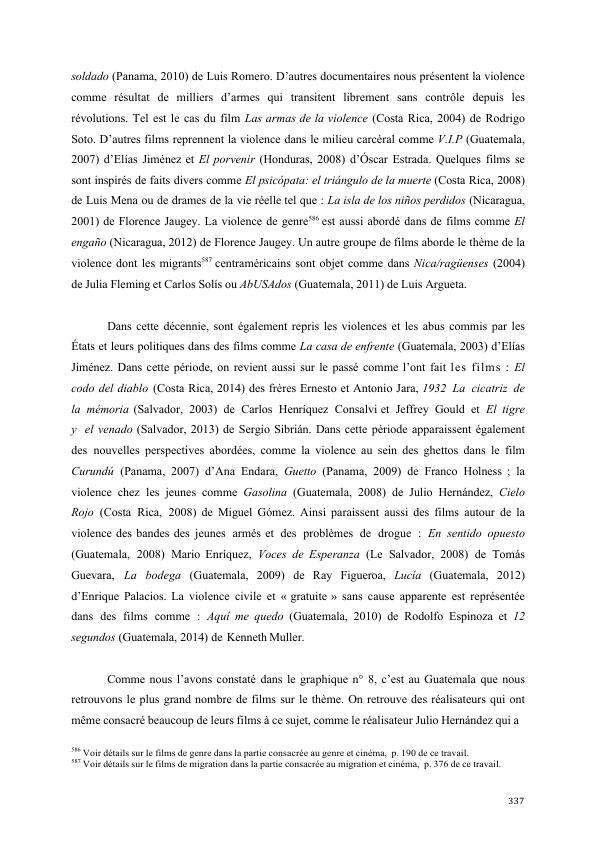 soldado (Panama, 2010) de Luis Romero. D’autres documentaires nous présentent la violence
comme résultat de milliers d’armes qui transitent librement sans contrôle depuis les
révolutions. Tel est le cas du film Las armas de la violence (Costa Rica, 2004) de Rodrigo
Soto. D’autres films reprennent la violence dans le milieu carcéral comme V.I.P (Guatemala,
2007) d’Elías Jiménez et El porvenir (Honduras, 2008) d’Óscar Estrada. Quelques films se
sont inspirés de faits divers comme El psicópata: el triángulo de la muerte (Costa Rica, 2008)
de Luis Mena ou de drames de la vie réelle tel que : La isla de los niños perdidos (Nicaragua,
2001) de Florence Jaugey. La violence de genre586 est aussi abordé dans de films comme El
engaño (Nicaragua, 2012) de Florence Jaugey. Un autre groupe de films aborde le thème de la
violence dont les migrants587 centraméricains sont objet comme dans Nica/ragüenses (2004)
de Julia Fleming et Carlos Solís ou AbUSAdos (Guatemala, 2011) de Luis Argueta.
Dans cette décennie, sont également repris les violences et les abus commis par les
États et leurs politiques dans des films comme La casa de enfrente (Guatemala, 2003) d’Elías
Jiménez. Dans cette période, on revient aussi sur le passé comme l’ont fait les films : El
codo del diablo (Costa Rica, 2014) des frères Ernesto et Antonio Jara, 1932 La cicatriz de
la mémoria (Salvador, 2003) de Carlos Henríquez Consalvi et Jeffrey Gould et El tigre
y el venado (Salvador, 2013) de Sergio Sibrián. Dans cette période apparaissent également
des nouvelles perspectives abordées, comme la violence au sein des ghettos dans le film
Curundú (Panama, 2007) d’Ana Endara, Guetto (Panama, 2009) de Franco Holness ; la
violence chez les jeunes comme Gasolina (Guatemala, 2008) de Julio Hernández, Cielo
Rojo (Costa Rica, 2008) de Miguel Gómez. Ainsi paraissent aussi des films autour de la
violence des bandes des jeunes armés et des problèmes de drogue : En sentido opuesto
(Guatemala, 2008) Mario Enríquez, Voces de Esperanza (Le Salvador, 2008) de Tomás
Guevara, La bodega (Guatemala, 2009) de Ray Figueroa, Lucía (Guatemala, 2012)
d’Enrique Palacios. La violence civile et « gratuite » sans cause apparente est représentée
dans des films comme : Aquí me quedo (Guatemala, 2010) de Rodolfo Espinoza et 12
segundos (Guatemala, 2014) de Kenneth Muller.
Comme nous l’avons constaté dans le graphique n° 8, c’est au Guatemala que nous
retrouvons le plus grand nombre de films sur le thème. On retrouve des réalisateurs qui ont
même consacré beaucoup de leurs films à ce sujet, comme le réalisateur Julio Hernández qui a
586 Voir détails sur le films de genre dans la partie consacrée au genre et cinéma, p. 190 de ce travail.
587 Voir détails sur le films de migration dans la partie consacrée au migration et cinéma, p. 376 de ce travail.
337